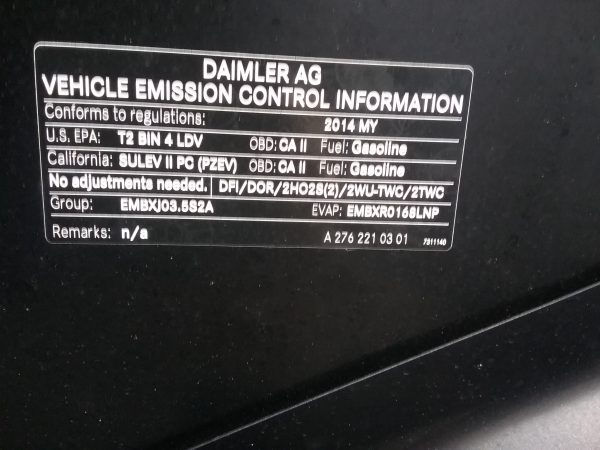 DAIMLER AG
VEHICLE EMISSION CONTROL INFORMATION
Conforms to regulations: 2014 MY
U.S. EPA: T2 BIN 4 LDV OBD: CA II Fuel: Gasoline
California: SULEV II PC (PZEV) OBD: CA II Fuel: Gasoline
No adjustments needed. DFI/DOR/2HO2S(2)/2WU-TWC/2TWC
Group: EMBXJ03.5S2A EVAP: EMBXR0168LNP
Remarks: n/a A 276 221 03 01 7511140